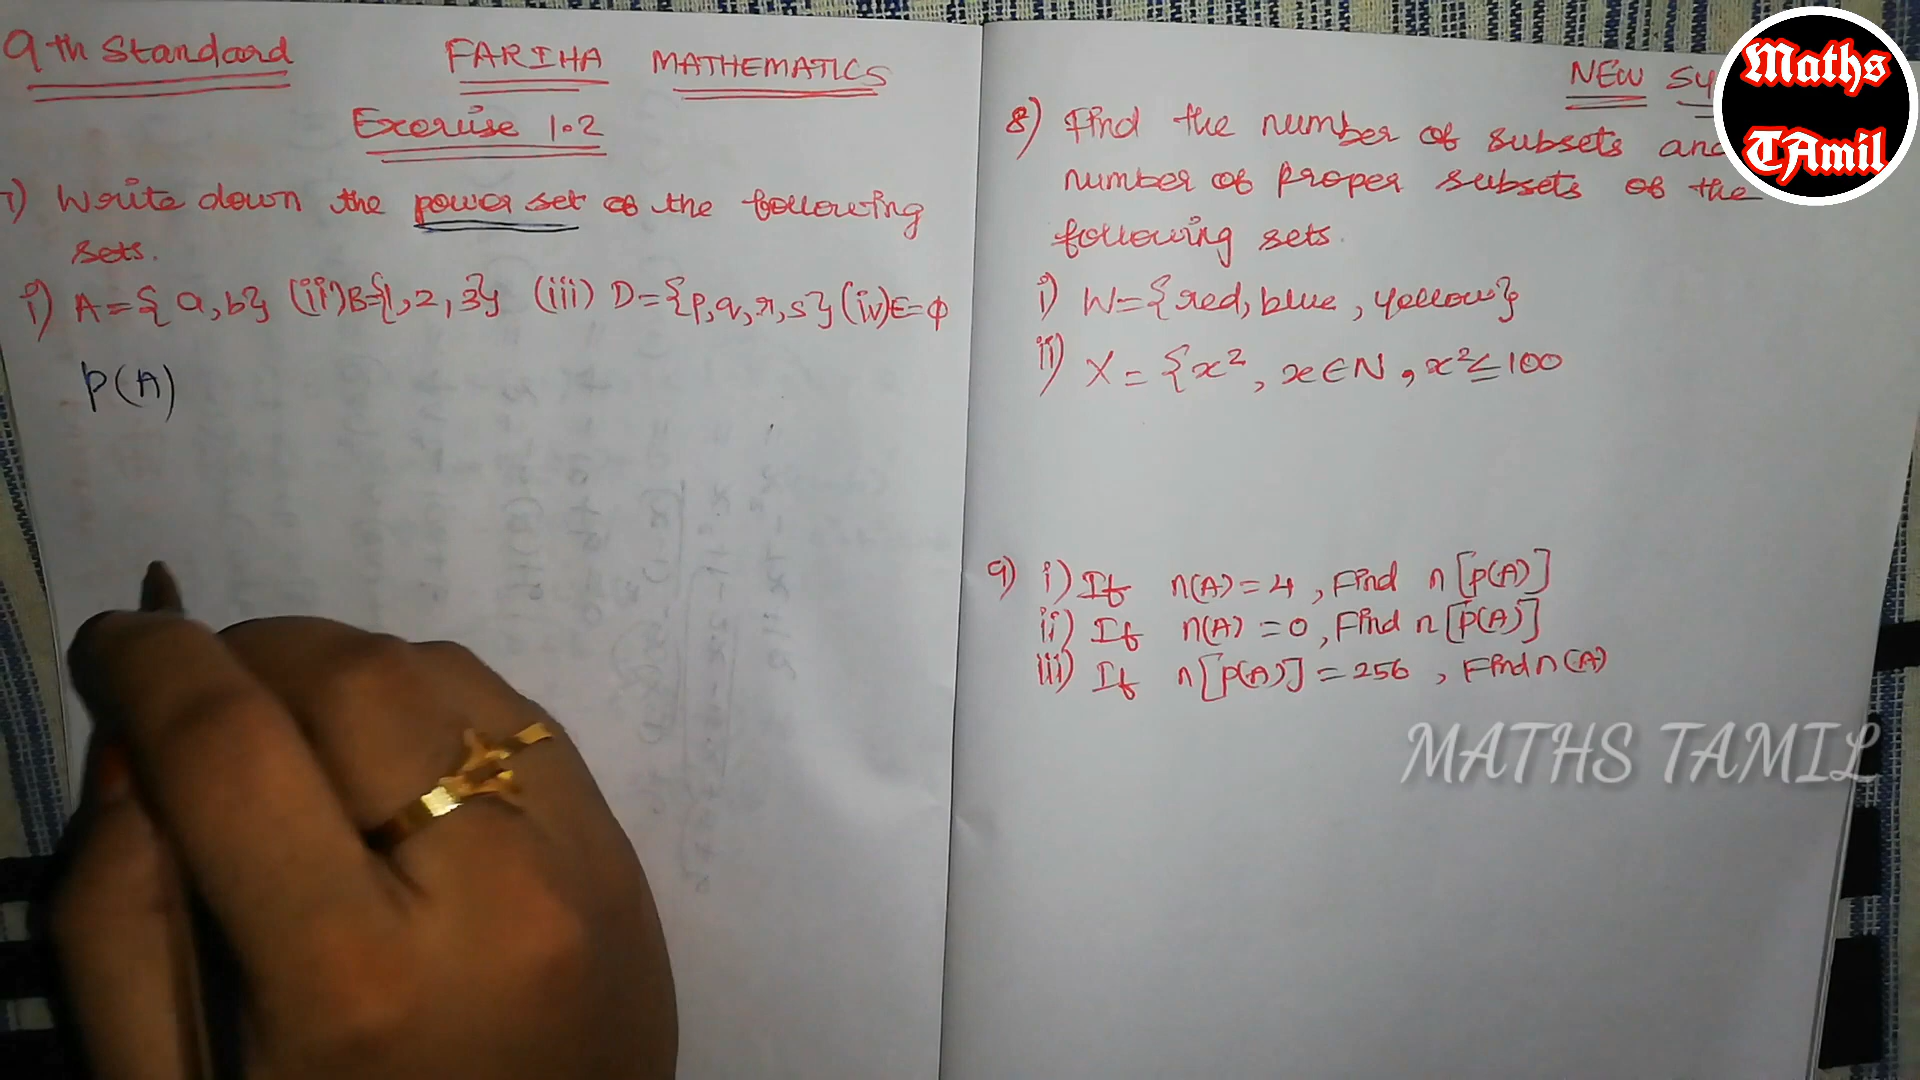 9th Standard
FARIHA MATHEMATICS
Exercise 1.2
7) Write down the power set of the following
sets.
i) A={a,b} (ii)B={1,2,3} (iii) D={p,q,r,s} (iv)E=ϕ
P(A)
NEW
8) Find the number of subsets and
number of proper subsets of the
following sets.
i) W={red, blue, yellow}
ii) X = {x², x∈N, x²≤100
9) i) If n(A)=4, Find n[p(A)]
ii) If n(A)=0, Find n[p(A)]
iii) If n[p(A)]=256, Find n(A)
MATHS TAMIL
Maths
TAmil